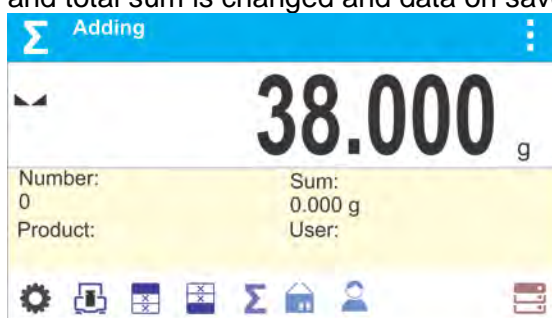 and total sum is changed and data on sav
Σ Adding
38.000 g
Number: Sum:
0 0.000 g
Product: User:
Σ